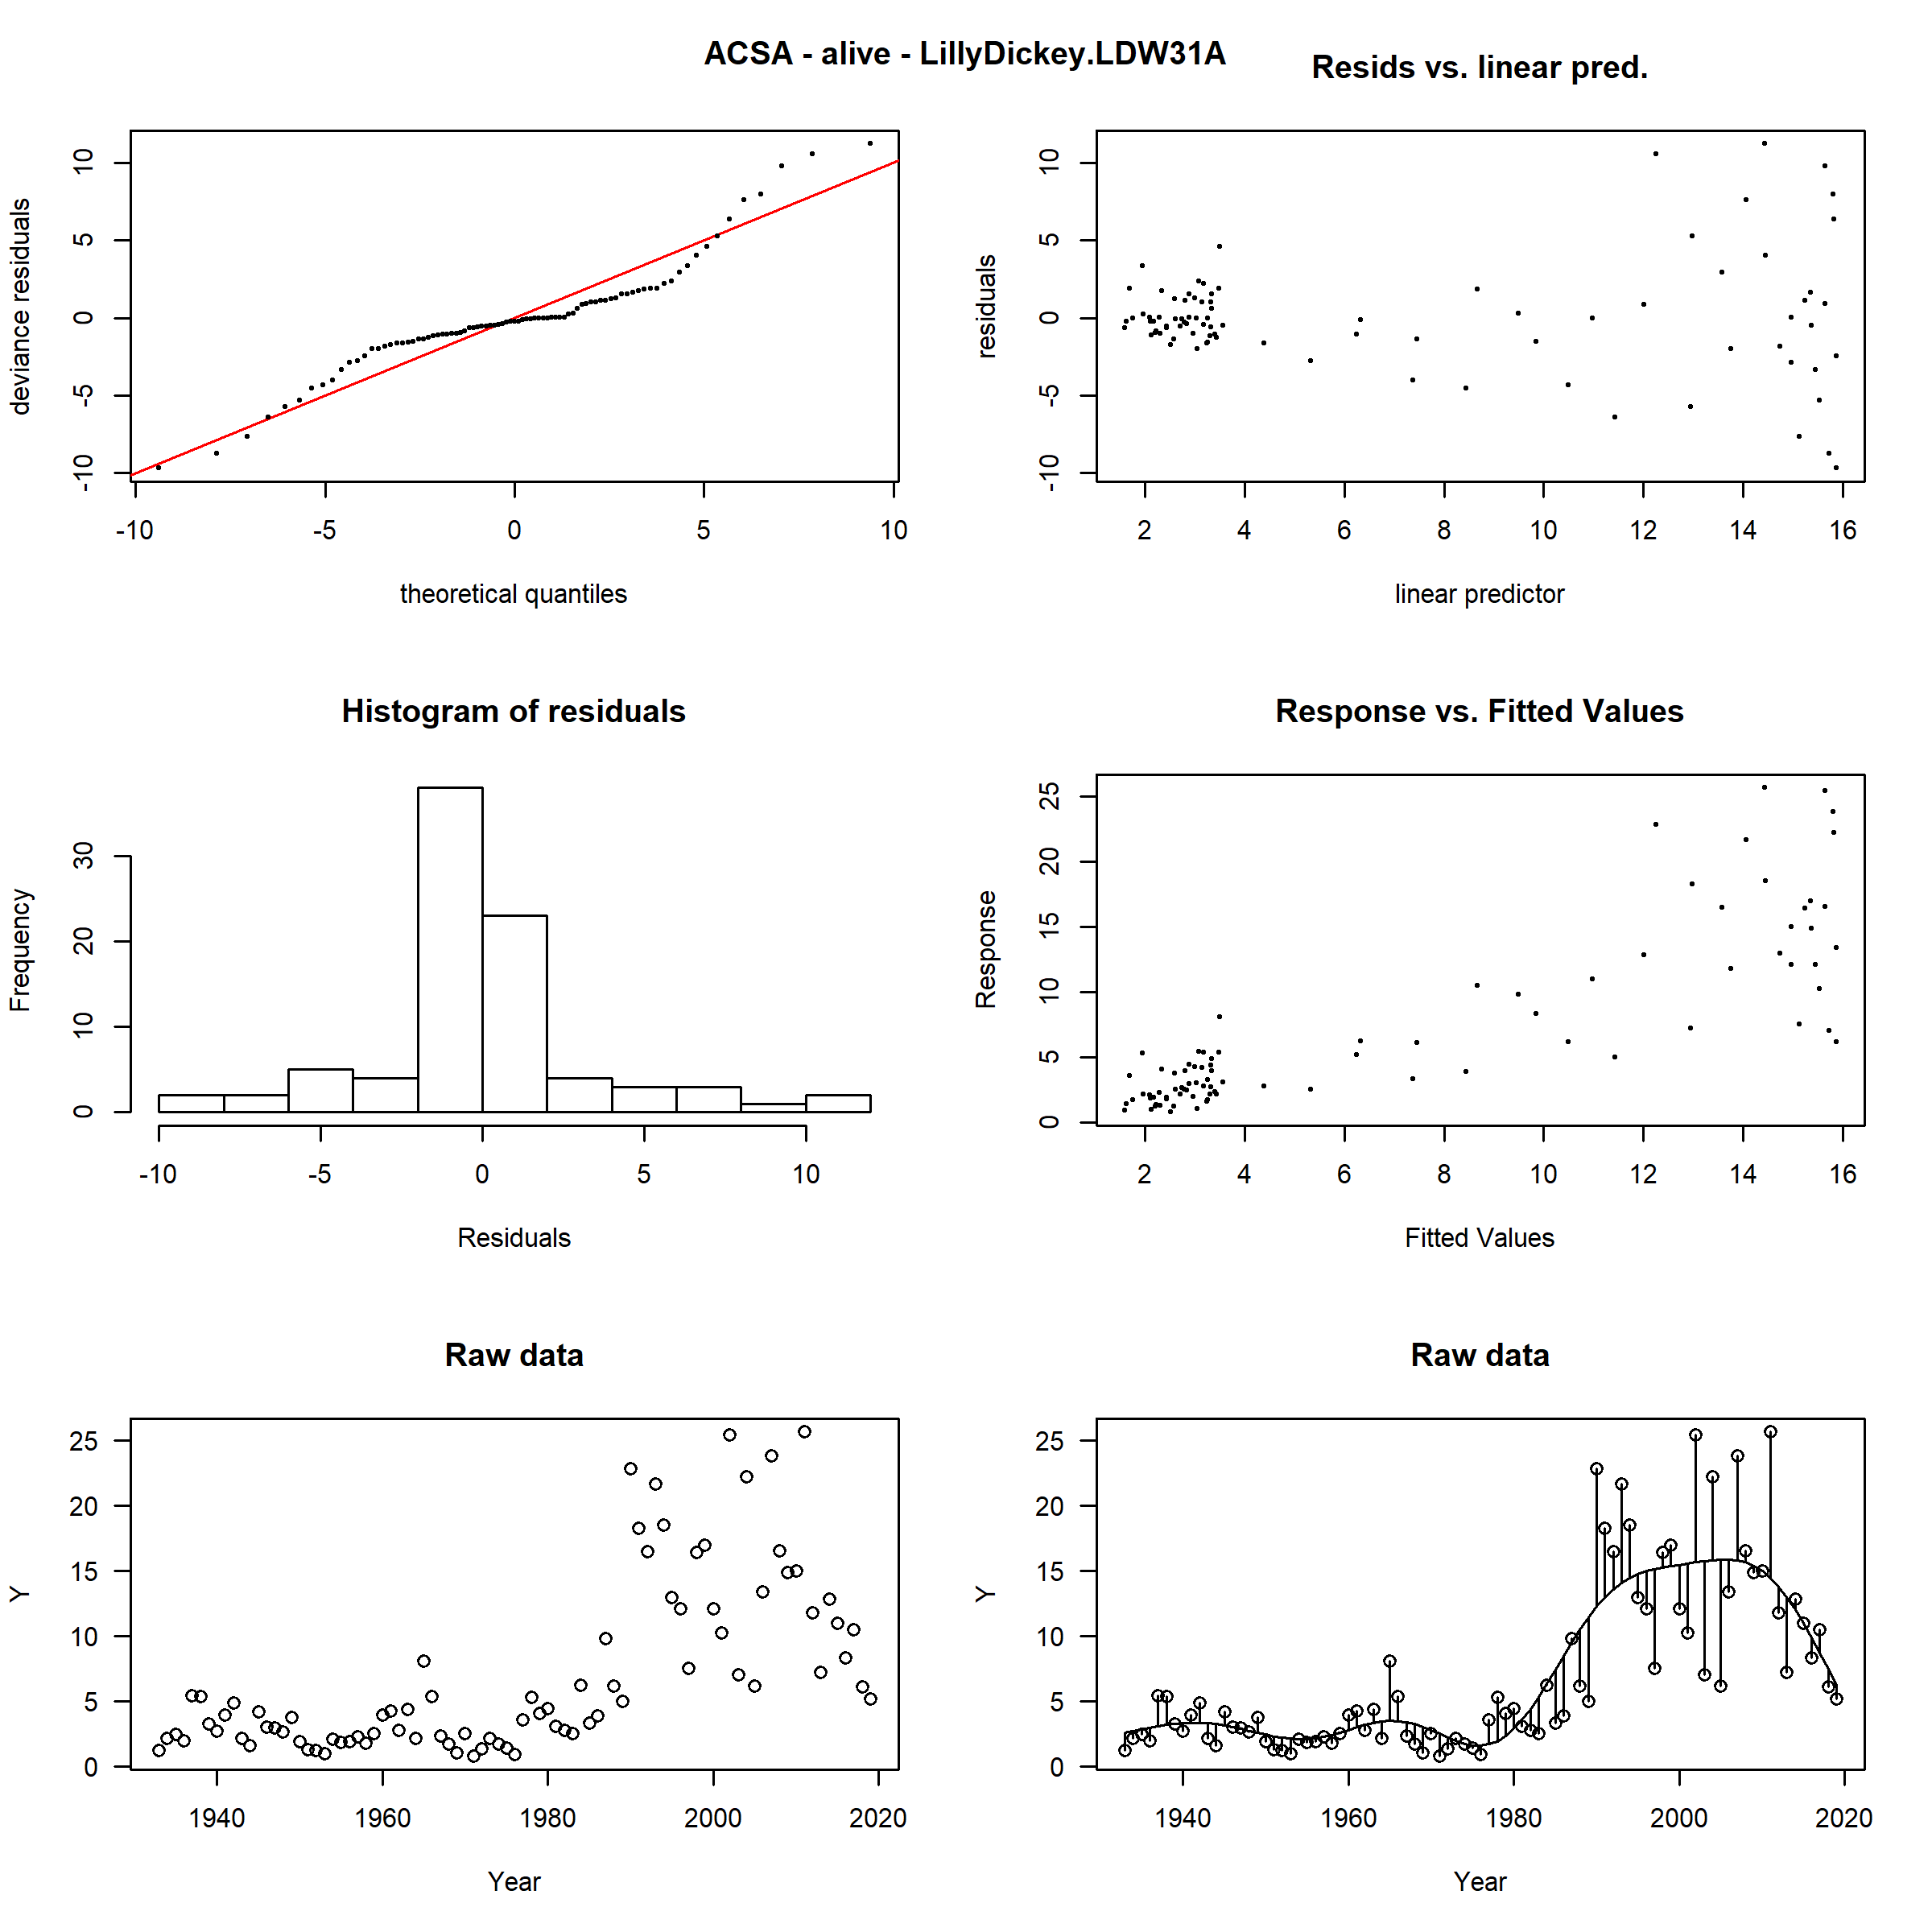 ACSA - alive - LillyDickey.LDW31A
Resids vs. linear pred.
deviance residuals
-10 -5 0 5 10
-10 -5 0 5 10
theoretical quantiles
residuals
-10 -5 0 5 10
2 4 6 8 10 12 14 16
linear predictor
Histogram of residuals
Frequency
0 10 20 30
-10 -5 0 5 10
Residuals
Response vs. Fitted Values
Response
0 5 10 15 20 25
2 4 6 8 10 12 14 16
Fitted Values
Raw data
Y
25
20
15
10
5
0
1940 1960 1980 2000 2020
Year
Raw data
Y
25
20
15
10
5
0
1940 1960 1980 2000 2020
Year